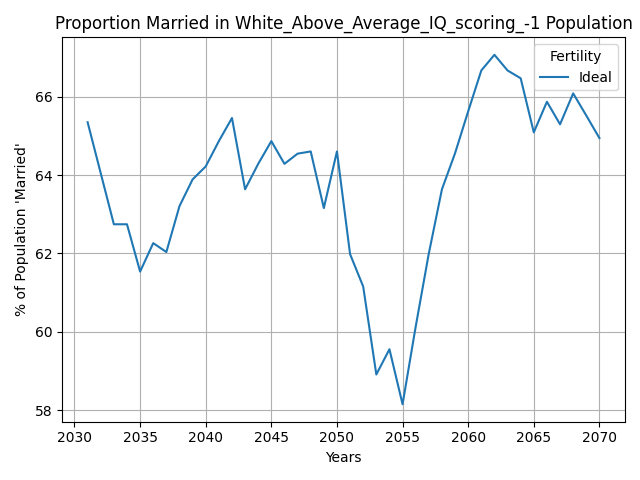 Proportion Married in White_Above_Average_IQ_scoring_-1 Population
Fertility
Ideal
% of Population 'Married'
66
64
62
60
58
2030 2035 2040 2045 2050 2055 2060 2065 2070
Years